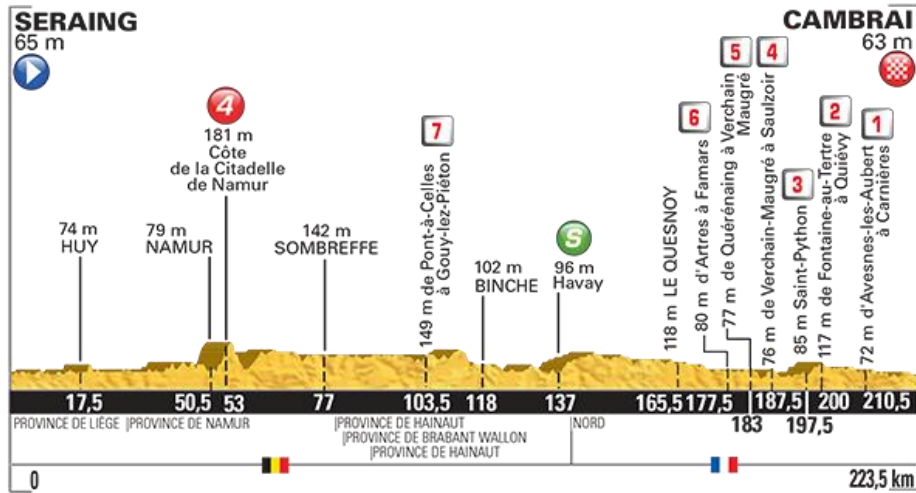 SERAING
65 m
CAMBRAI
63 m
4
181 m
Côte
de la Citadelle
de Namur
74 m
HUY
79 m
NAMUR
142 m
SOMBREFFE
7
149 m de Pont-à-Celles
à Gouy-lez-Piéton
102 m
BINCHE
S
96 m
Havay
118 m LE QUESNOY
6
80 m d'Artres à Famars
5
77 m de Quérénaing à Verchain
Maugré
4
76 m de Verchain-Maugré à Saulzoir
3
85 m Saint-Python
2
117 m de Fontaine-au-Tertre
à Quiévy
1
72 m d'Avesnes-les-Aubert
à Carnières
17,5 50,5 53 77 103,5 118 137 165,5 177,5 187,5 200 210,5
183 197,5
PROVINCE DE LIÈGE PROVINCE DE NAMUR PROVINCE DE HAINAUT NORD
PROVINCE DE BRABANT WALLON
PROVINCE DE HAINAUT
0 223,5 km